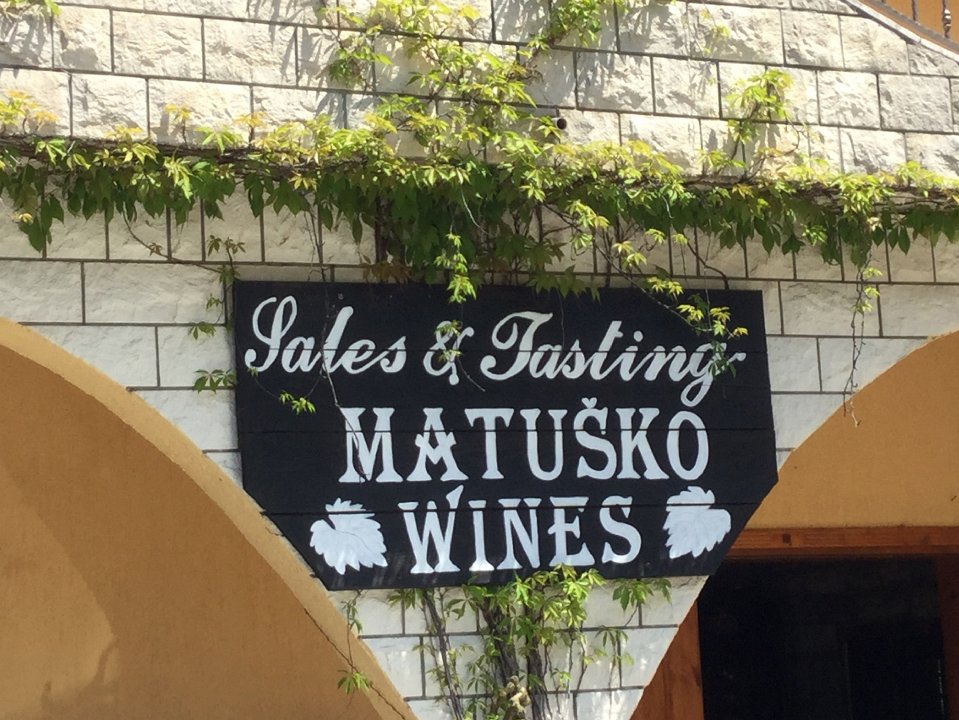 Sales & Tasting
MATUŠKO
WINES